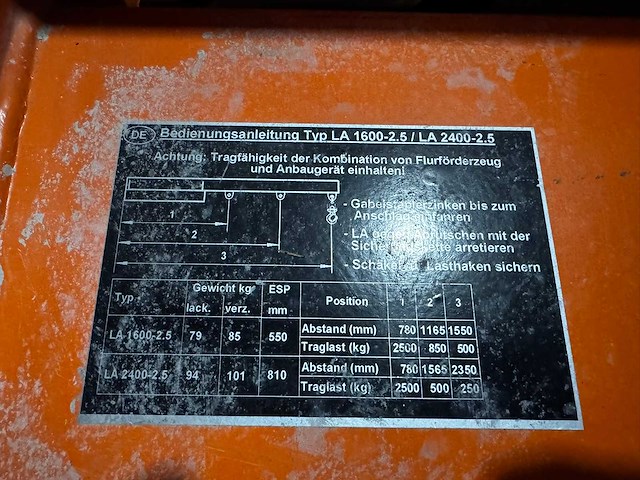 DE Bedienungsanleitung Typ LA 1600-2.5 / LA 2400-2.5
Achtung: Tragfähigkeit der Kombination von Flurförderzeug
und Anbaugerät einhalten!
- Gabelstaplerzinken bis zum
Anschlag einfahren
- LA gegen Abrutschen mit der
arretieren
1
2
3
Lasthaken sichern
Typ Gewicht kg ESP Position 1 2 3
lack. verz. mm
LA 1600-2.5 79 85 550 Abstand (mm) 780 1165 1550
Traglast (kg) 2500 850 500
LA 2400-2.5 94 101 810 Abstand (mm) 780 1565 2350
Traglast (kg) 2500 500 250